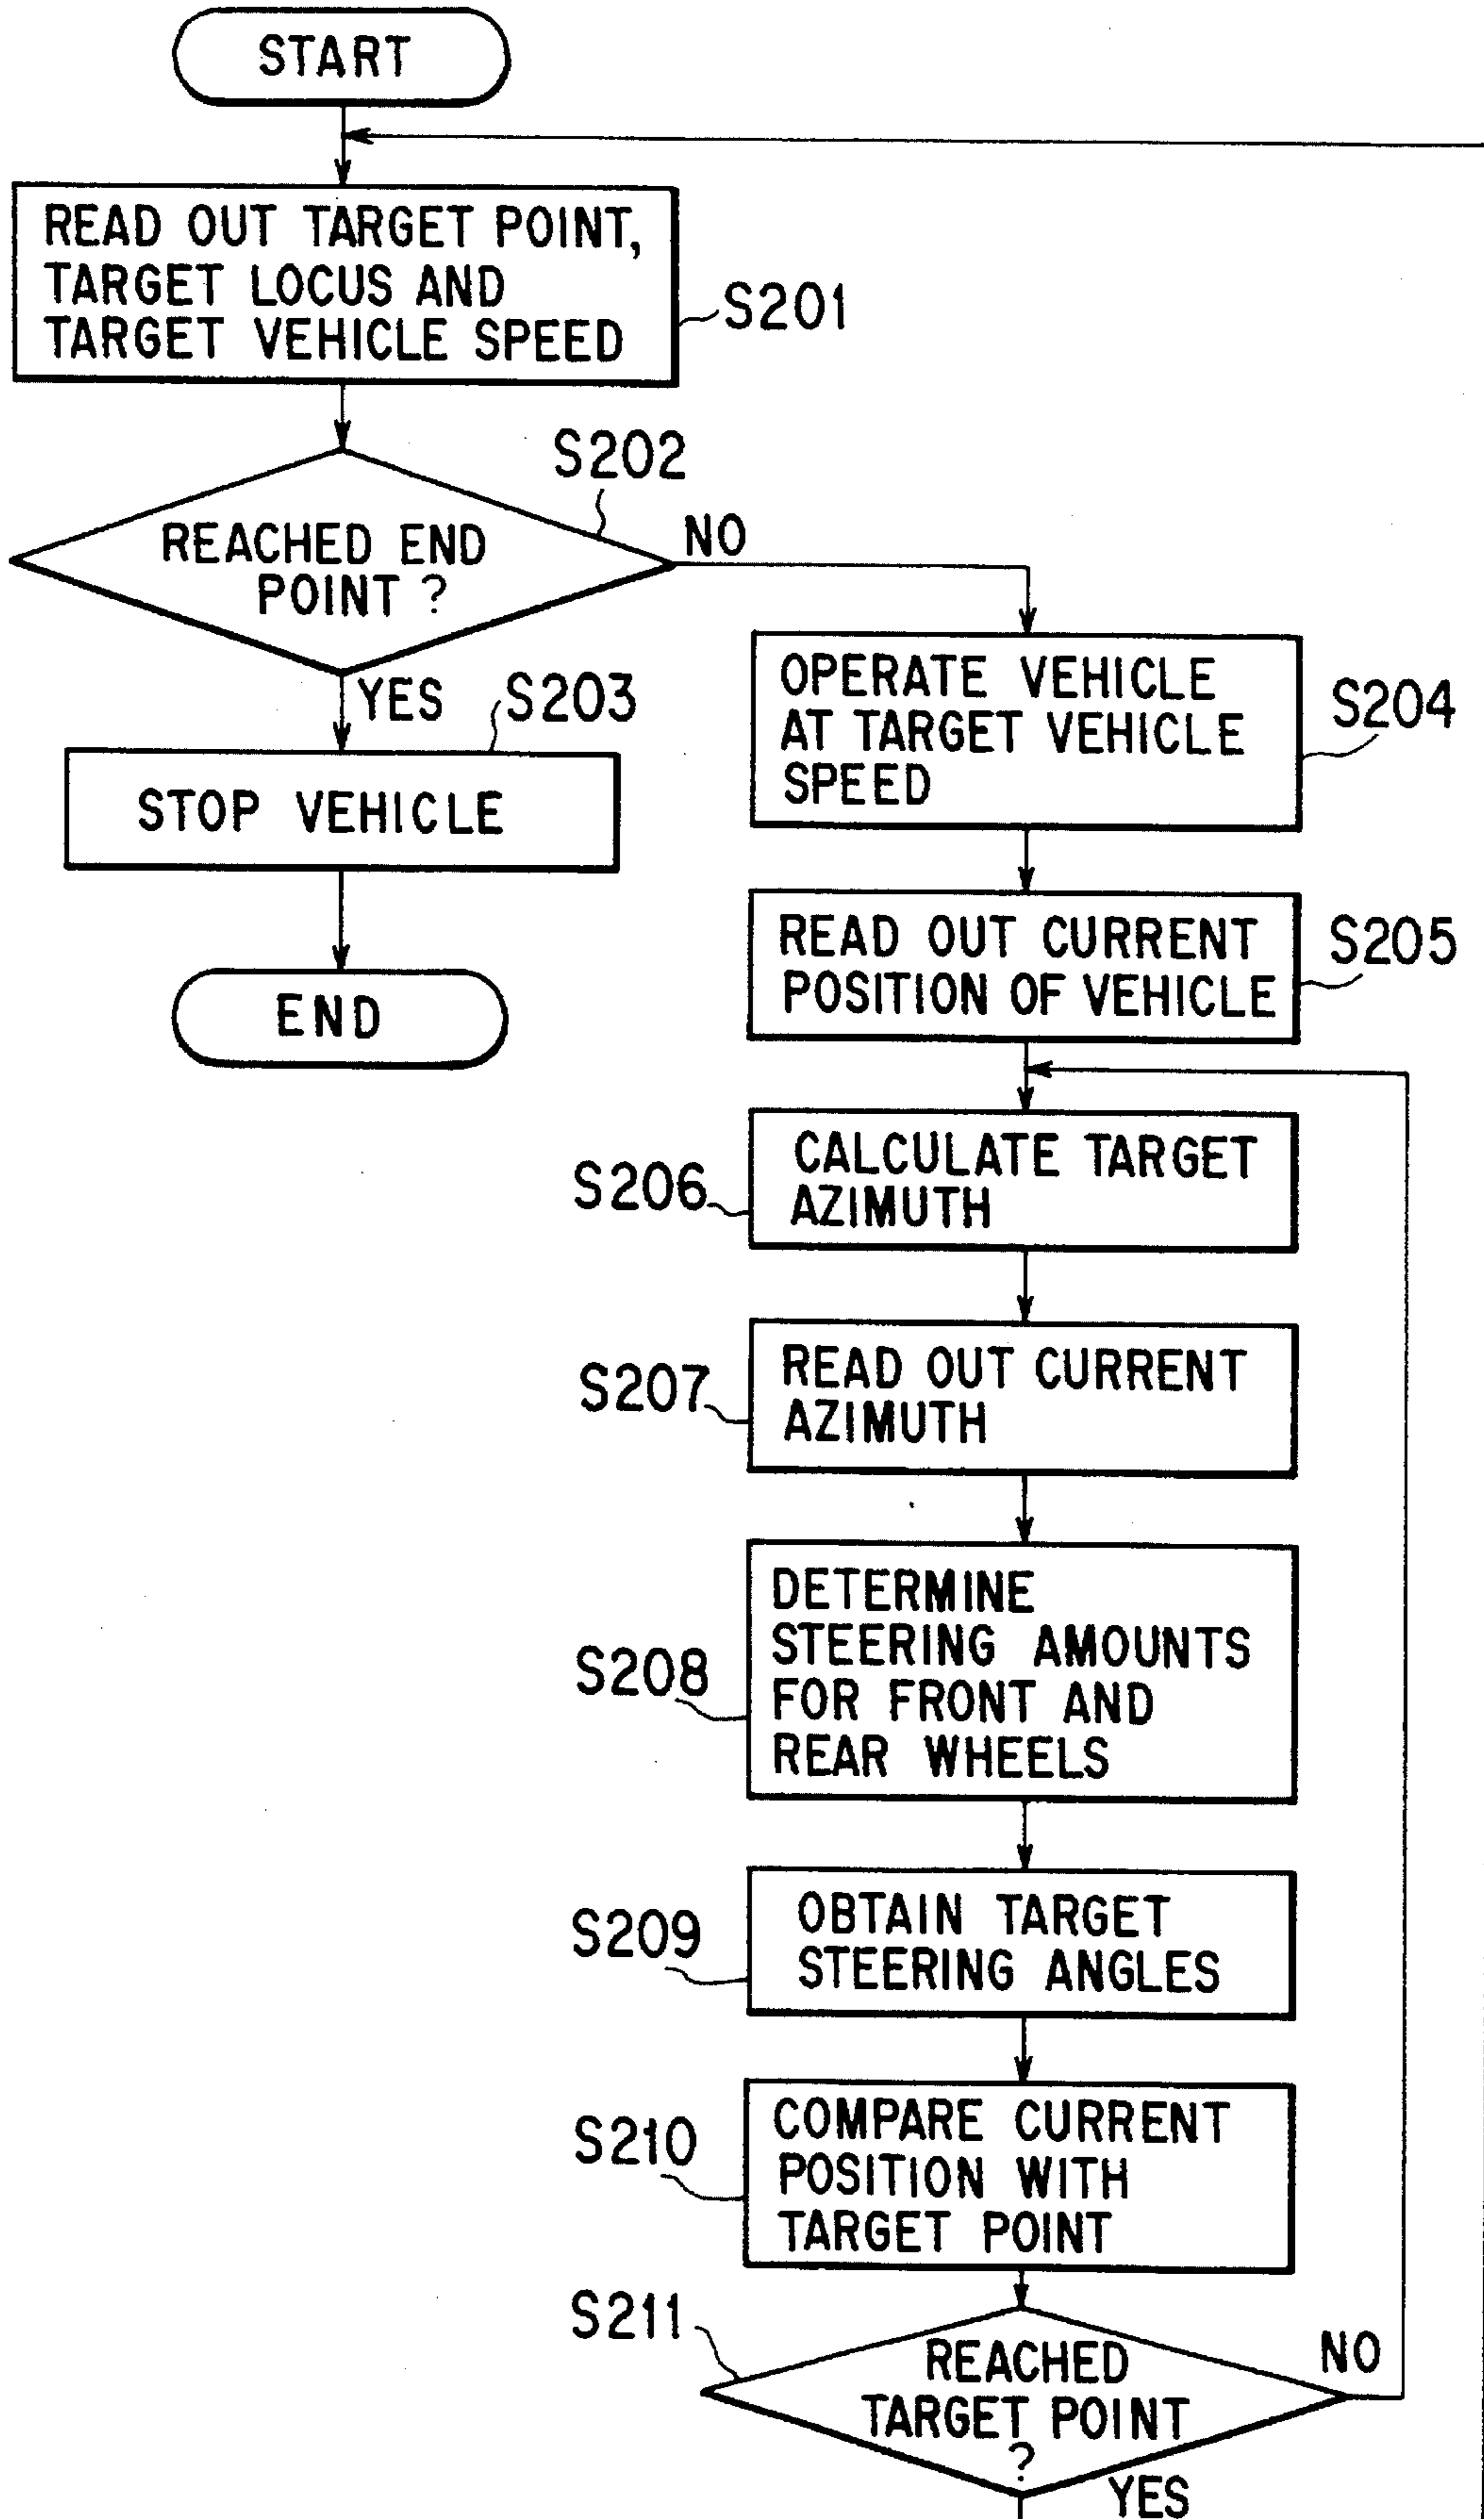 START
READ OUT TARGET POINT,
TARGET LOCUS AND
TARGET VEHICLE SPEED
S201
S202
REACHED END
POINT ?
NO
YES
S203
STOP VEHICLE
END
OPERATE VEHICLE
AT TARGET VEHICLE
SPEED
S204
READ OUT CURRENT
POSITION OF VEHICLE
S205
CALCULATE TARGET
AZIMUTH
S206
READ OUT CURRENT
AZIMUTH
S207
DETERMINE
STEERING AMOUNTS
FOR FRONT AND
REAR WHEELS
S208
OBTAIN TARGET
STEERING ANGLES
S209
COMPARE CURRENT
POSITION WITH
TARGET POINT
S210
S211
REACHED
TARGET POINT
?
NO
YES